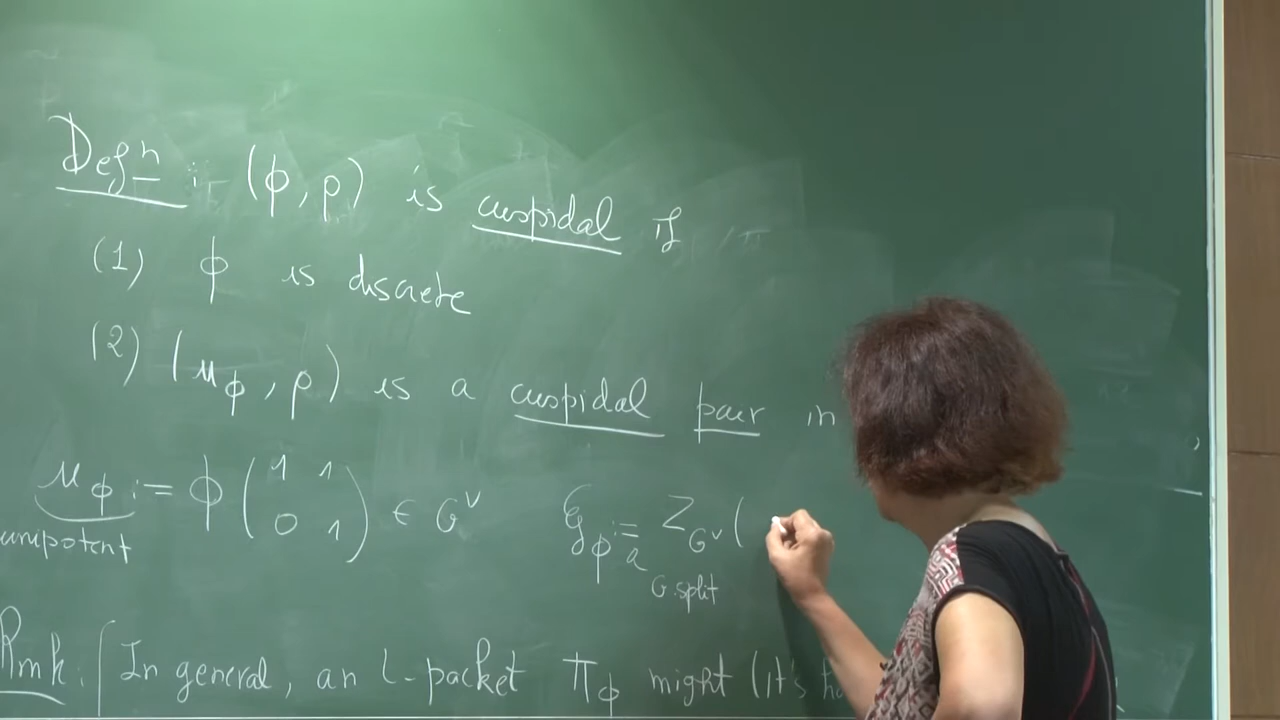 Defn : (ϕ, ρ) is cuspidal if
(1) ϕ is discrete
(2) (u_ϕ, ρ) is a cuspidal pair in ,
u_ϕ := ϕ (1 1 0 1) ∈ G^∨ 𝒢_ϕ := Z_{G^∨}(
unipotent G split
Rmk: In general, an L-packet Π_ϕ might (it's